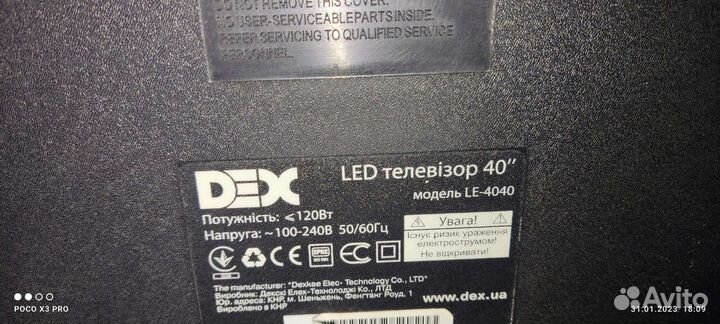 DO NOT REMOVE THIS COVER.
NO USER-SERVICEABLE PARTS INSIDE.
REFER SERVICING TO QUALIFIED SERVICE
PERSONNEL.
DEX
LED телевізор 40"
модель LE-4040
Потужність: ⩽120Вт
Напруга: ~100-240В 50/60Гц
Увага!
Існує ризик ураження
електрострумом!
Не відкривати!
The manufacturer: "Dexkee Elec- Technology Co., LTD"
Виробник: Дексі Елек-Технолоджі Ко., ЛТД
Юр. адреса: КНР, м. Шеньжень, Фенгтанг Роуд, 1
Вироблено в КНР
www.dex.ua
POCO X3 PRO
31.01.2023 18:09
Avito